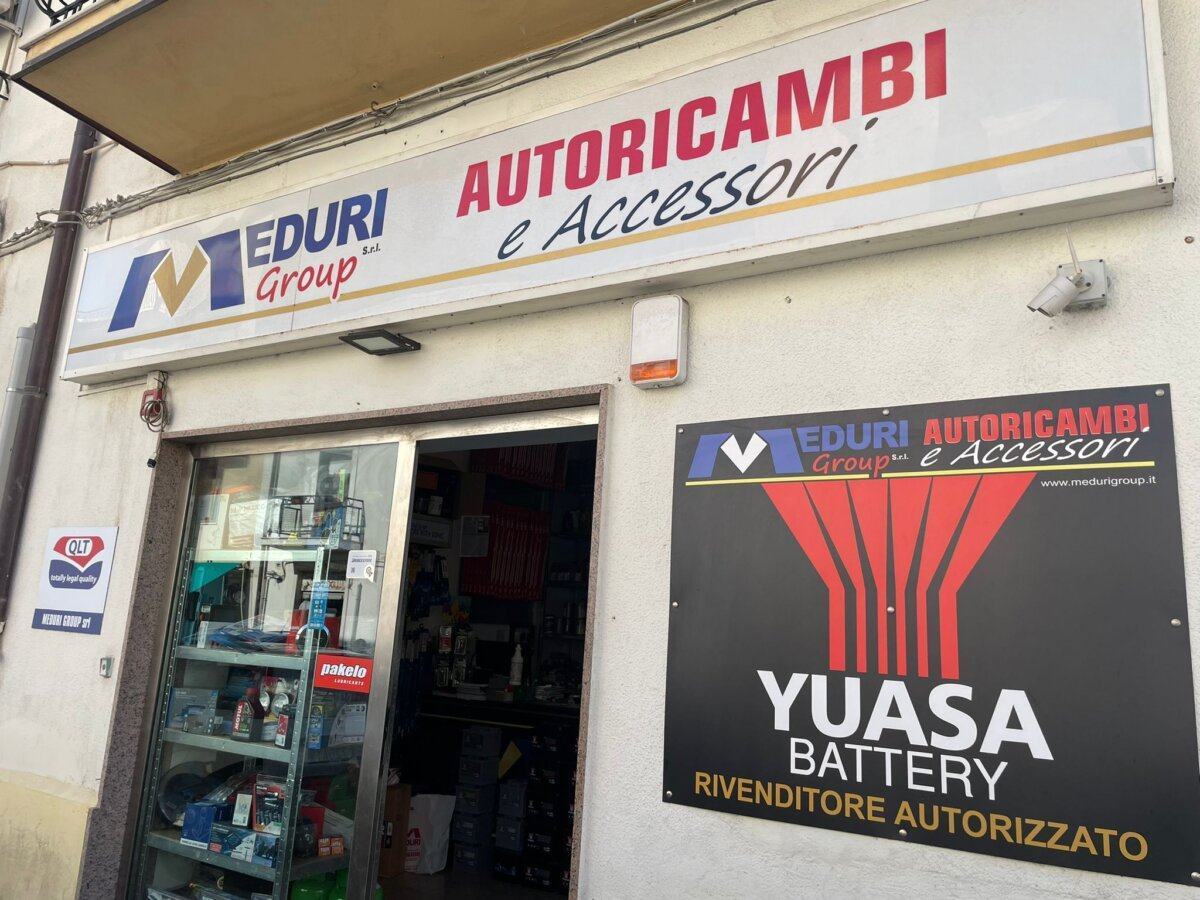 MEDURI
Group S.r.l.
AUTORICAMBI
e Accessori
MEDURI
Group S.r.l.
AUTORICAMBI
e Accessori
www.medurigroup.it
YUASA
BATTERY
RIVENDITORE AUTORIZZATO
QLT
totally legal quality
MEDURI GROUP srl
pakelo
LUBRICANTS
MOTUL